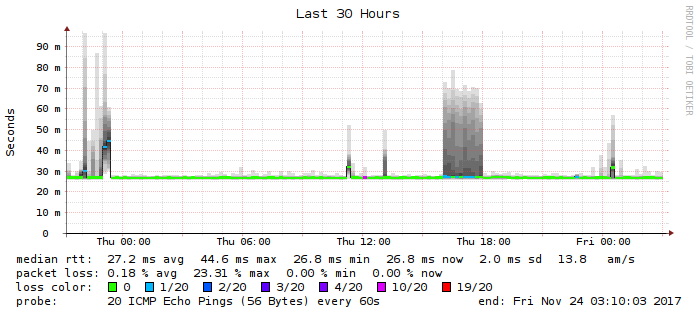 Last 30 Hours
RRDTOOL / TOBI OETIKER
Seconds
90 m
80 m
70 m
60 m
50 m
40 m
30 m
20 m
10 m
0
Thu 00:00 Thu 06:00 Thu 12:00 Thu 18:00 Fri 00:00
median rtt: 27.2 ms avg 44.6 ms max 26.8 ms min 26.8 ms now 2.0 ms sd 13.8 am/s
packet loss: 0.18 % avg 23.31 % max 0.00 % min 0.00 % now
loss color: 0 1/20 2/20 3/20 4/20 10/20 19/20
probe: 20 ICMP Echo Pings (56 Bytes) every 60s end: Fri Nov 24 03:10:03 2017